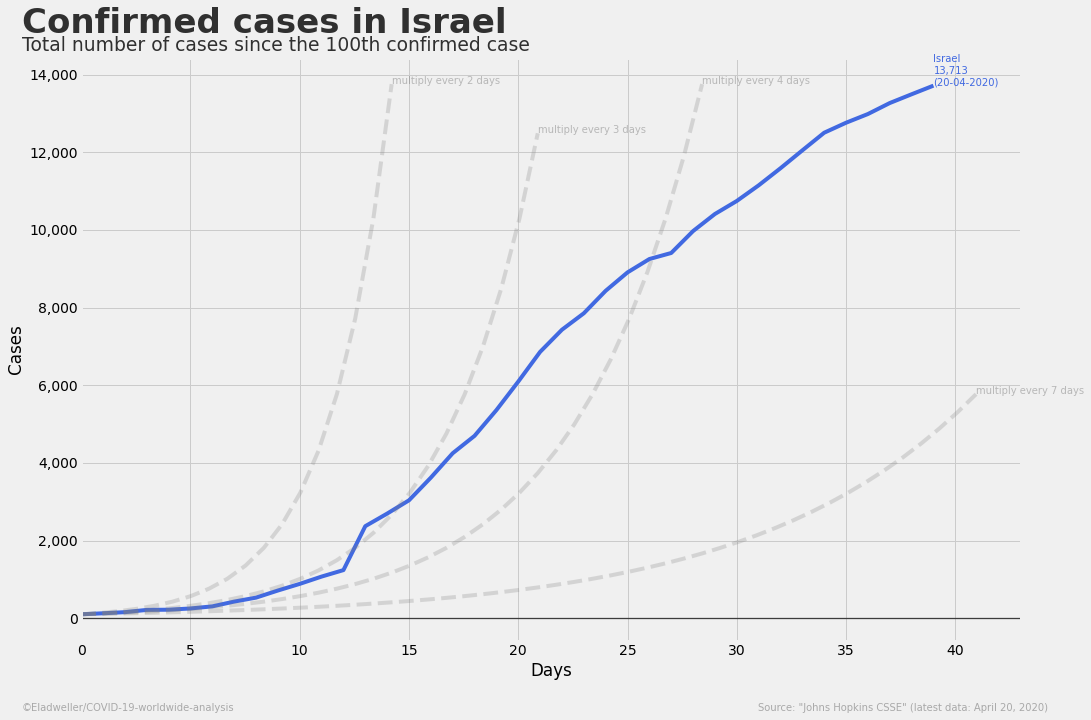 Confirmed cases in Israel
Total number of cases since the 100th confirmed case
Israel
13,713
(20-04-2020)
14,000
multiply every 2 days
multiply every 4 days
multiply every 3 days
12,000
10,000
8,000
6,000
multiply every 7 days
4,000
2,000
0
Cases
0 5 10 15 20 25 30 35 40
Days
©Eladweller/COVID-19-worldwide-analysis
Source: "Johns Hopkins CSSE" (latest data: April 20, 2020)